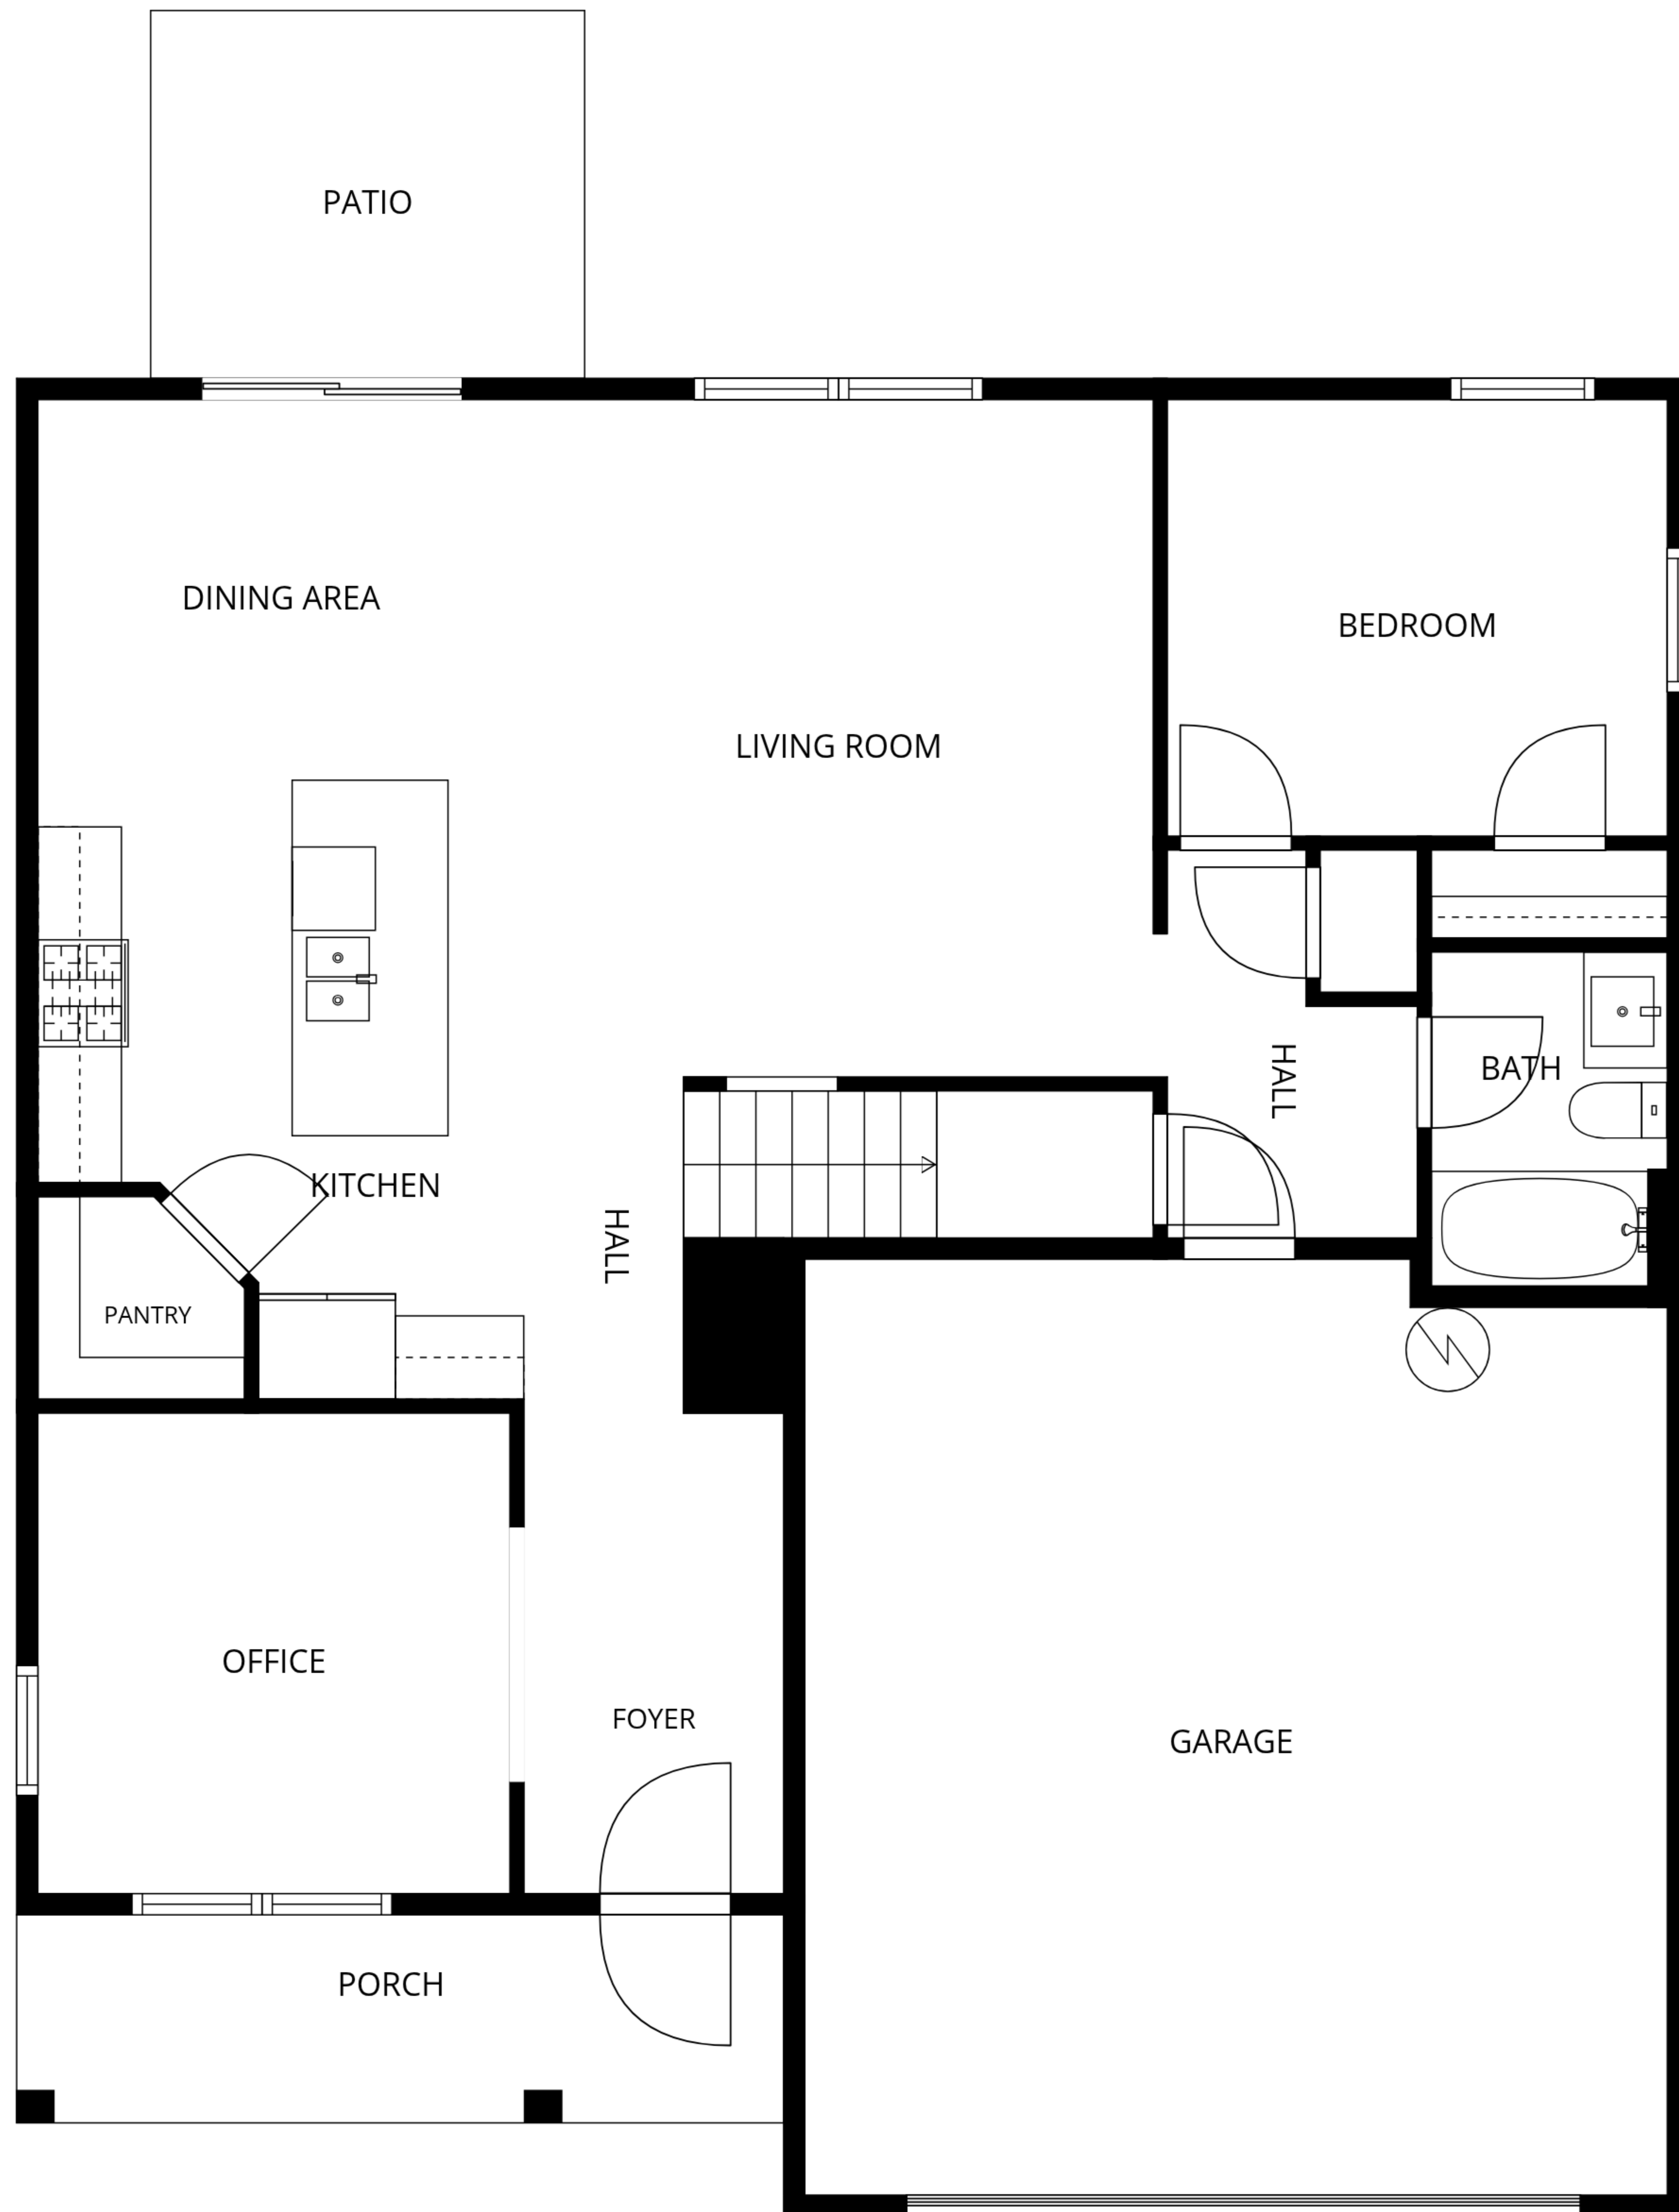 PATIO
DINING AREA
BEDROOM
LIVING ROOM
HALL
BATH
KITCHEN
HALL
PANTRY
OFFICE
FOYER
GARAGE
PORCH